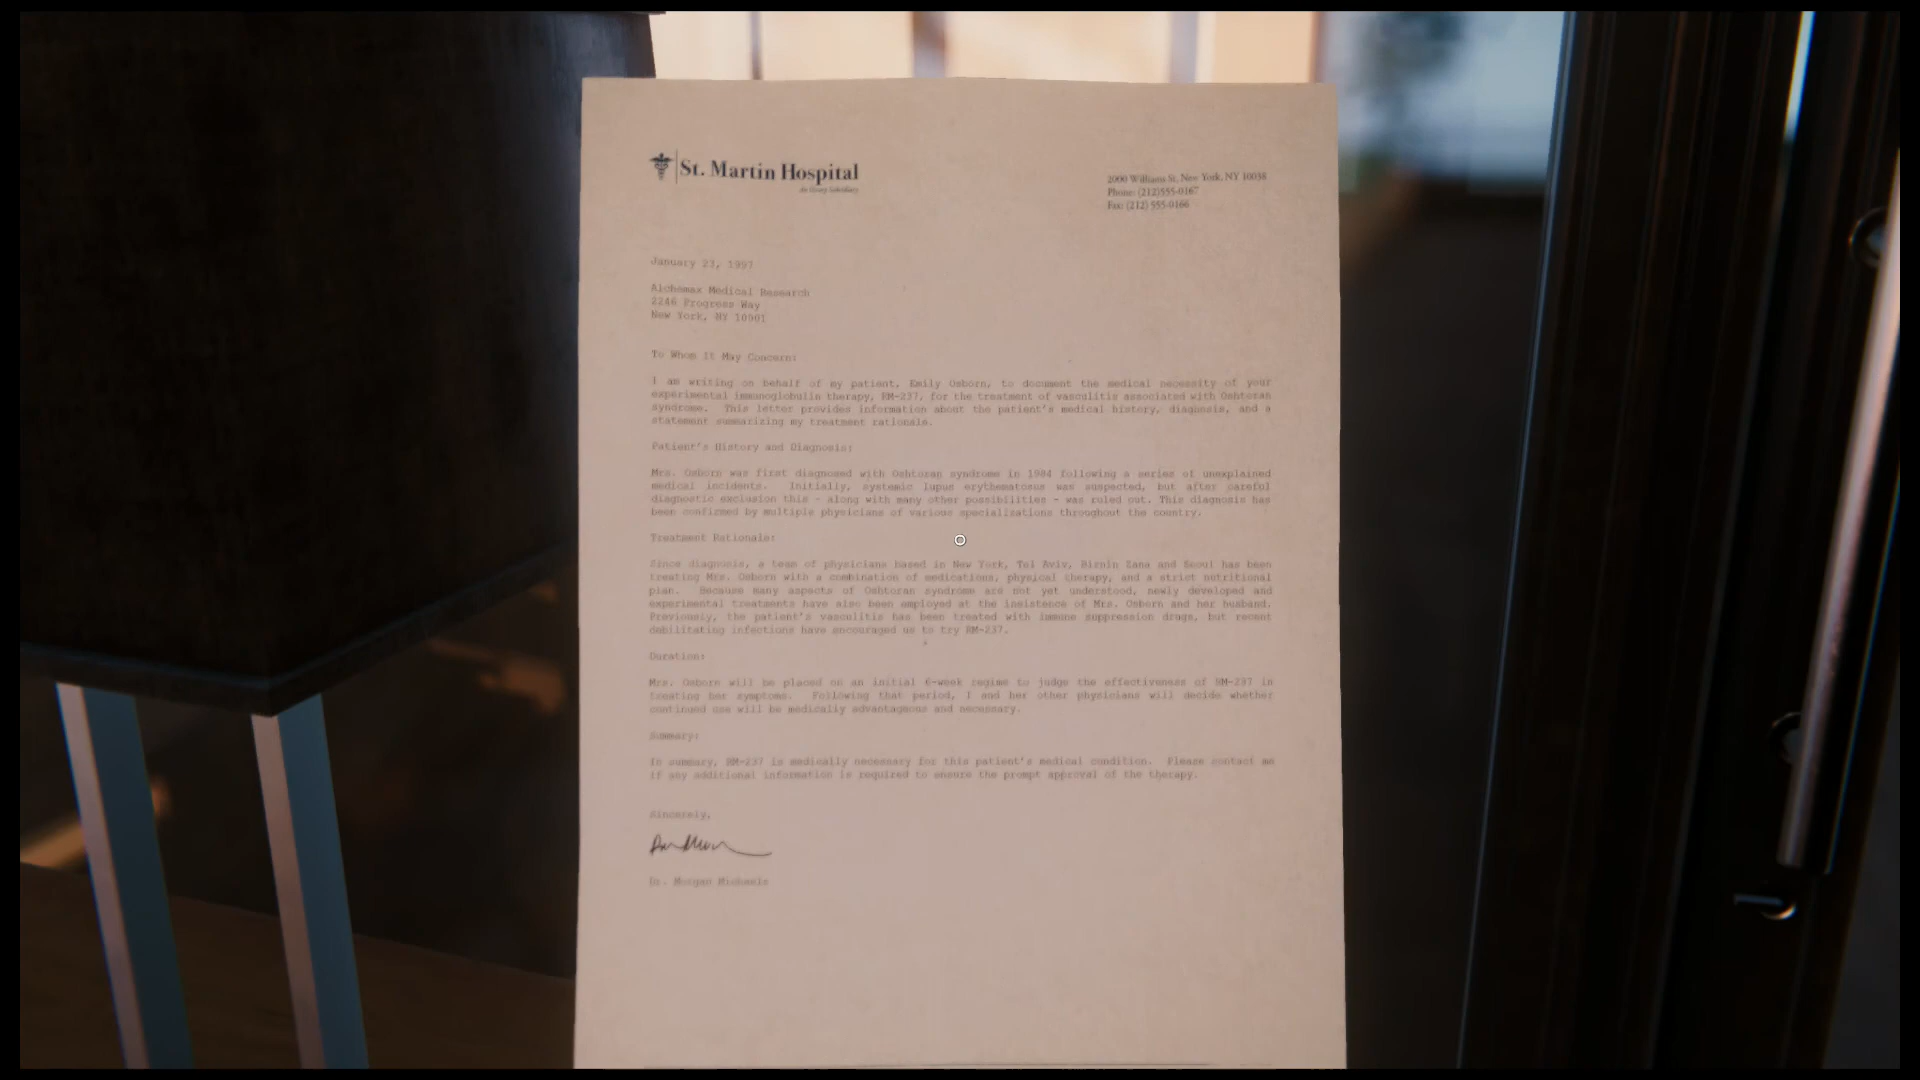 St. Martin Hospital
2000 Williams St, New York, NY 10038
Phone: (212)555-0167
Fax: (212) 555-0166
January 23, 1997
Alchemax Medical Research
2246 Progress Way
New York, NY 10901
To Whom It May Concern:
I am writing on behalf of my patient, Emily Osborn, to document the medical necessity of your
experimental immunoglobulin therapy, RM-237, for the treatment of vasculitis associated with Oshtoran
syndrome. This letter provides information about the patient's medical history, diagnosis, and a
statement summarizing my treatment rationale.
Patient's History and Diagnosis:
Mrs. Osborn was first diagnosed with Oshtoran syndrome in 1984 following a series of unexplained
medical incidents. Initially, systemic lupus erythematosus was suspected, but after careful
diagnostic exclusion this - along with many other possibilities - was ruled out. This diagnosis has
been confirmed by multiple physicians of various specializations throughout the country.
Treatment Rationale:
Since diagnosis, a team of physicians based in New York, Tel Aviv, Birnin Zana and Seoul has been
treating Mrs. Osborn with a combination of medications, physical therapy, and a strict nutritional
plan. Because many aspects of Oshtoran syndrome are not yet understood, newly developed and
experimental treatments have also been employed at the insistence of Mrs. Osborn and her husband.
Previously, the patient's vasculitis has been treated with immune suppression drugs, but recent
debilitating infections have encouraged us to try RM-237.
Duration:
Mrs. Osborn will be placed on an initial 6-week regime to judge the effectiveness of RM-237 in
treating her symptoms. Following that period, I and her other physicians will decide whether
continued use will be medically advantageous and necessary.
Summary:
In summary, RM-237 is medically necessary for this patient's medical condition. Please contact me
if any additional information is required to ensure the prompt approval of the therapy.
Sincerely,
Dr. Morgan Michaels